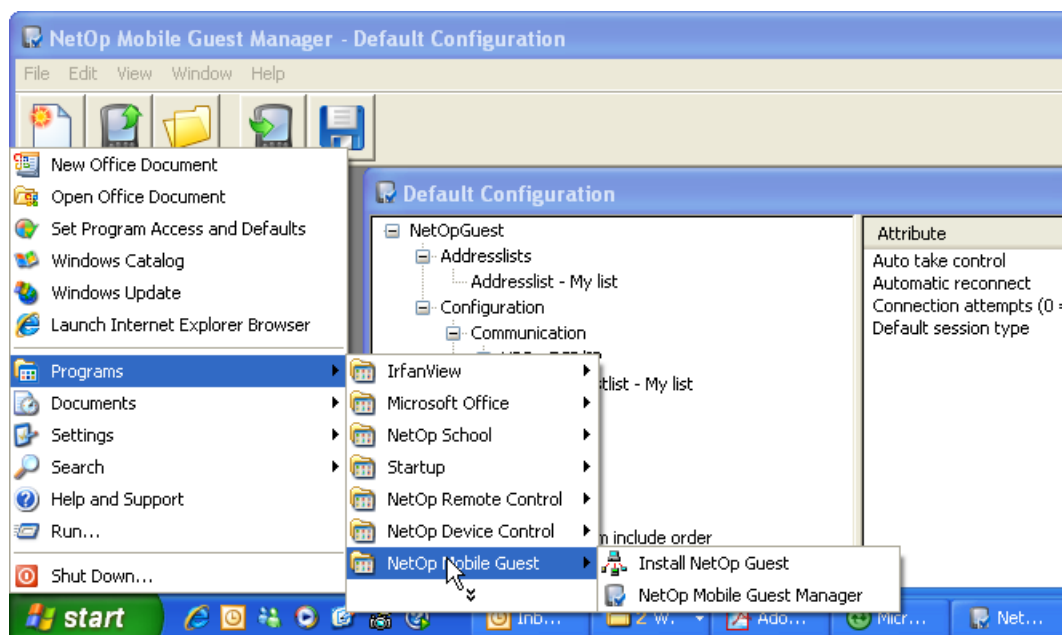 NetOp Mobile Guest Manager - Default Configuration
File Edit View Window Help
New Office Document
Open Office Document
Set Program Access and Defaults
Windows Catalog
Windows Update
Launch Internet Explorer Browser
Programs
Documents
Settings
Search
Help and Support
Run...
Shut Down...
IrfanView
Microsoft Office
NetOp School
Startup
NetOp Remote Control
NetOp Device Control
NetOp Mobile Guest
Install NetOp Guest
NetOp Mobile Guest Manager
Default Configuration
NetOpGuest
Addresslists
Addresslist - My list
Configuration
Communication
tlist - My list
include order
Attribute
Auto take control
Automatic reconnect
Connection attempts (0 =
Default session type
start
Inb...
2 W.
Ado...
Micr...
Net...